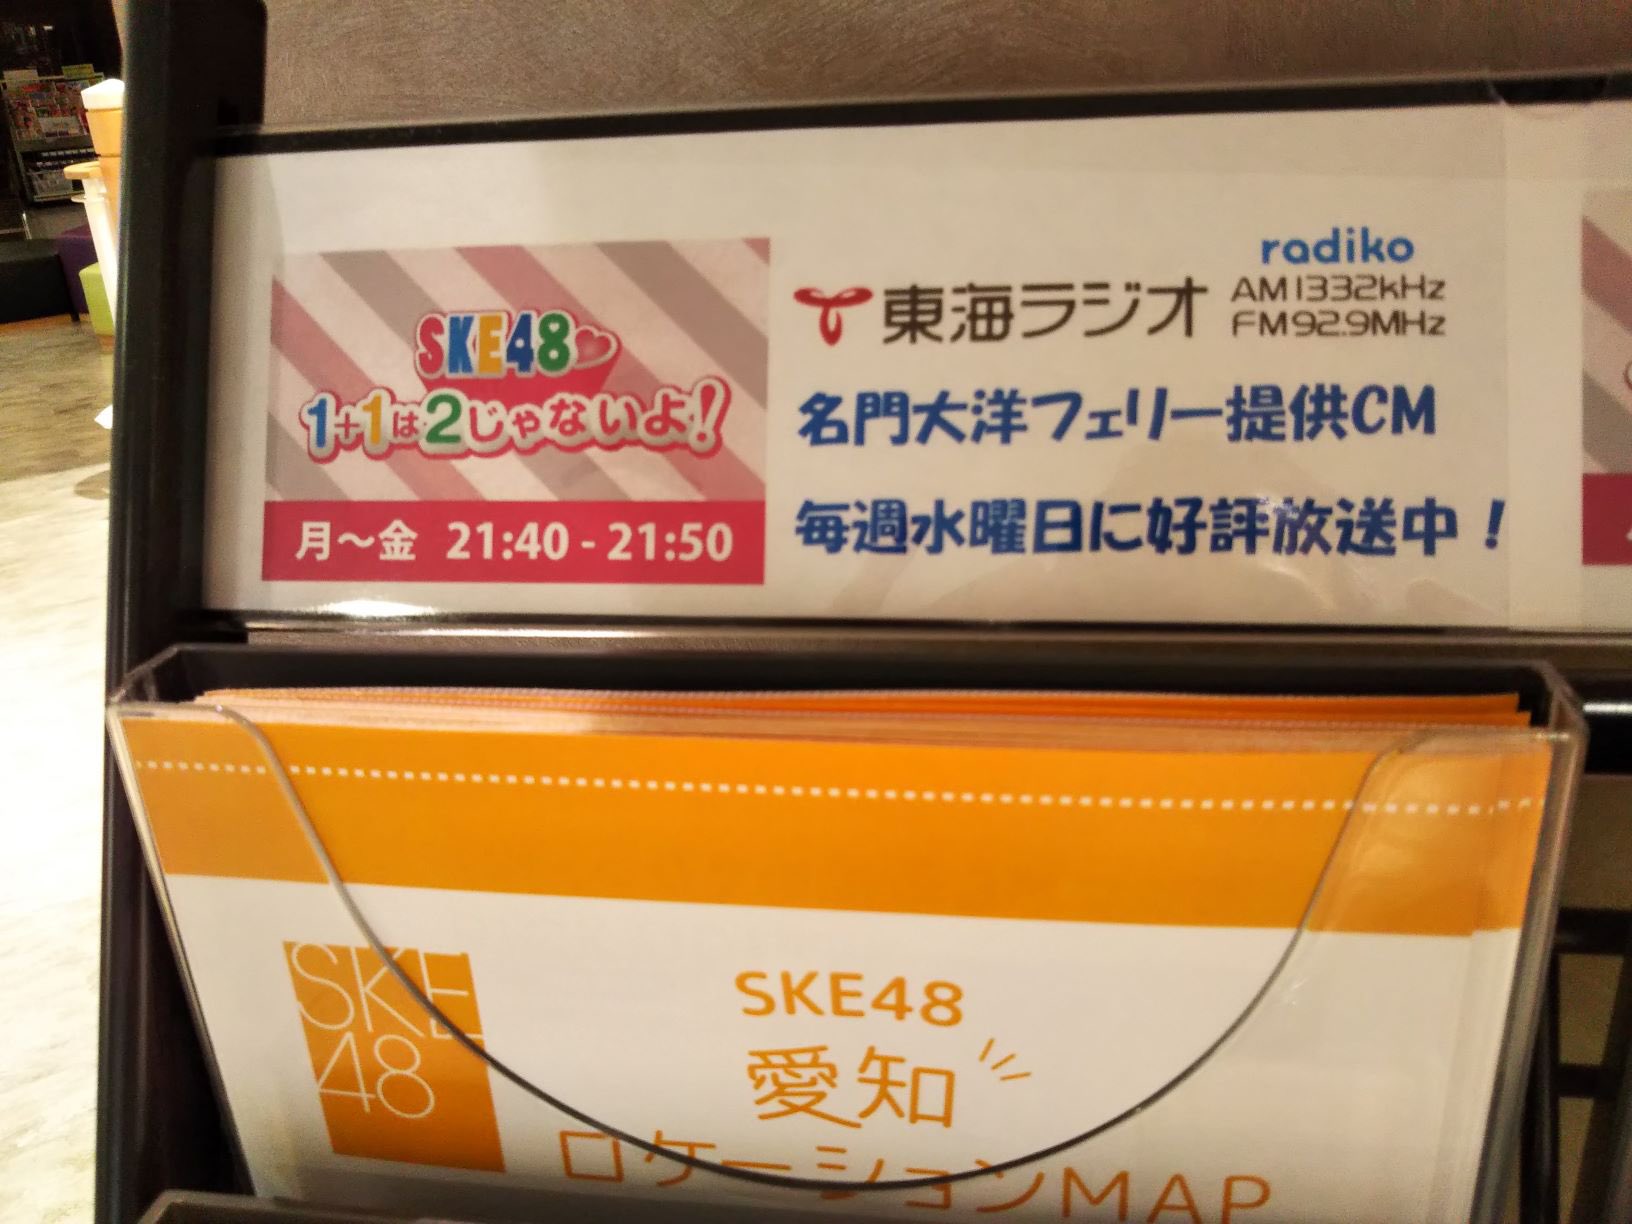 SKE48
1+1は2じゃないよ!
月～金 21:40 - 21:50
東海ラジオ
radiko
AM1332kHz
FM92.9MHz
名門大洋フェリー提供CM
毎週水曜日に好評放送中！
SKE
48
SKE48
愛知
ロケーションMAP